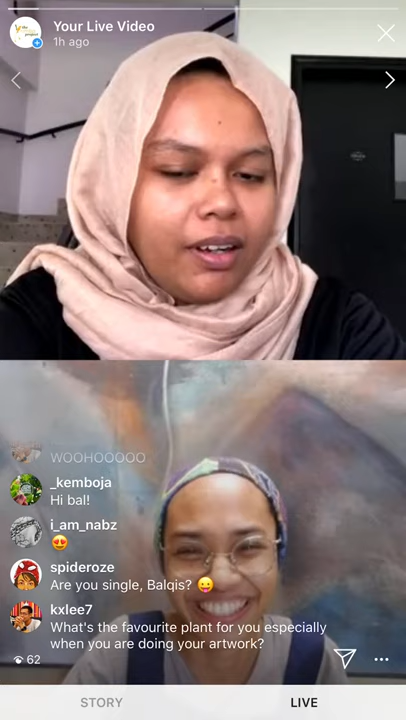 Your Live Video
1h ago
WOOHOOOOO
_kemboja
Hi bal!
i_am_nabz
😍
spideroze
Are you single, Balqis? 😛
kxlee7
What's the favourite plant for you especially
when you are doing your artwork?
62
STORY
LIVE